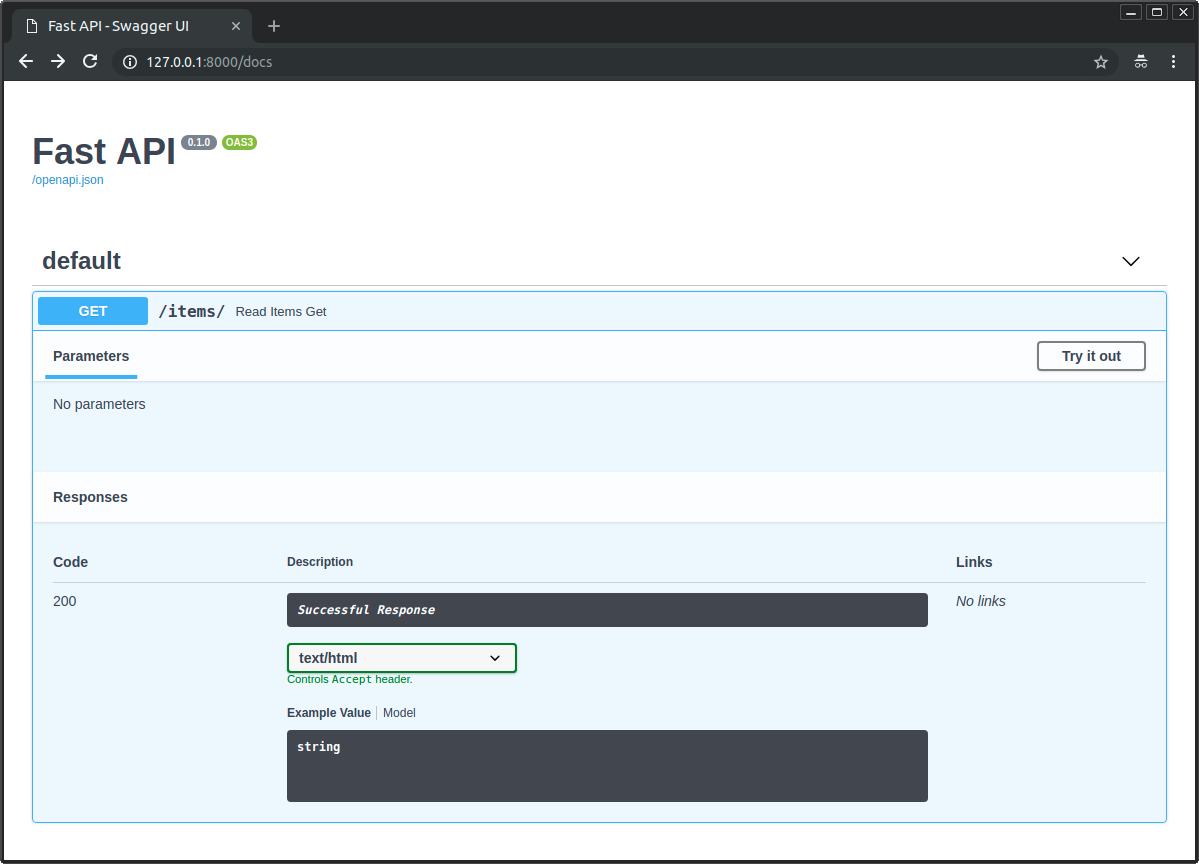 Fast API - Swagger UI
127.0.0.1:8000/docs
Fast API 0.1.0 OAS3
/openapi.json
default
GET /items/ Read Items Get
Parameters Try it out
No parameters
Responses
Code Description Links
200 Successful Response No links
text/html
Controls Accept header.
Example Value Model
string